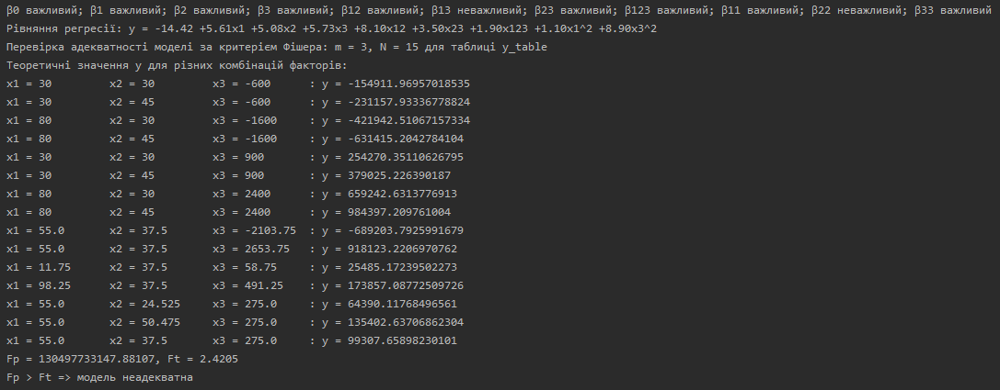 β0 важливий; β1 важливий; β2 важливий; β3 важливий; β12 важливий; β13 неважливий; β23 важливий; β123 важливий; β11 важливий; β22 неважливий; β33 важливий
Рівняння регресії: y = -14.42 +5.61x1 +5.08x2 +5.73x3 +8.10x12 +3.50x23 +1.90x123 +1.10x1^2 +8.90x3^2
Перевірка адекватності моделі за критерієм Фішера: m = 3, N = 15 для таблиці y_table
Теоретичні значення y для різних комбінацій факторів:
x1 = 30 x2 = 30 x3 = -600 : y = -154911.96957018535
x1 = 30 x2 = 45 x3 = -600 : y = -231157.93336778824
x1 = 80 x2 = 30 x3 = -1600 : y = -421942.51067157334
x1 = 80 x2 = 45 x3 = -1600 : y = -631415.2042784104
x1 = 30 x2 = 30 x3 = 900 : y = 254270.35110626795
x1 = 30 x2 = 45 x3 = 900 : y = 379025.226390187
x1 = 80 x2 = 30 x3 = 2400 : y = 659242.6313776913
x1 = 80 x2 = 45 x3 = 2400 : y = 984397.209761004
x1 = 55.0 x2 = 37.5 x3 = -2103.75 : y = -689203.7925991679
x1 = 55.0 x2 = 37.5 x3 = 2653.75 : y = 918123.2206970762
x1 = 11.75 x2 = 37.5 x3 = 58.75 : y = 25485.17239502273
x1 = 98.25 x2 = 37.5 x3 = 491.25 : y = 173857.08772509726
x1 = 55.0 x2 = 24.525 x3 = 275.0 : y = 64390.11768496561
x1 = 55.0 x2 = 50.475 x3 = 275.0 : y = 135402.63706862304
x1 = 55.0 x2 = 37.5 x3 = 275.0 : y = 99307.65898230101
Fp = 130497733147.88107, Ft = 2.4205
Fp > Ft => модель неадекватна